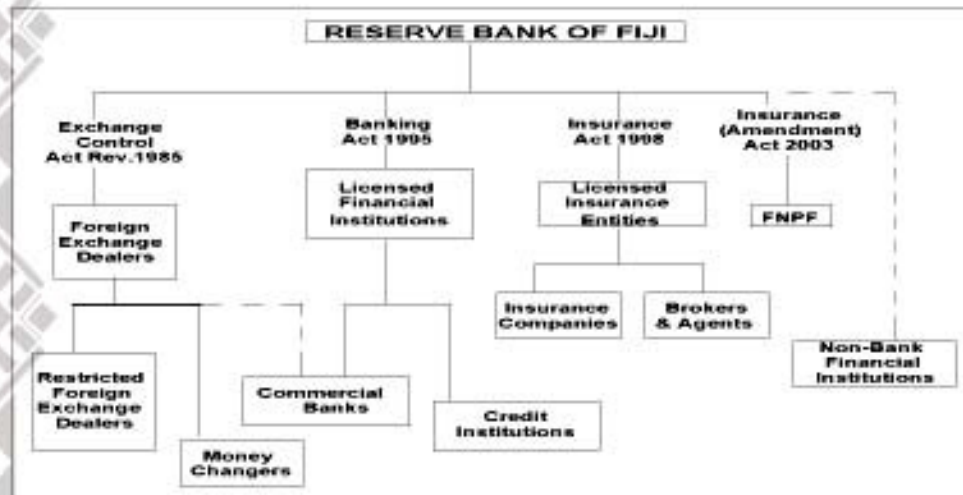 RESERVE BANK OF FIJI
Exchange
Control
Act Rev.1985
Banking
Act 1995
Insurance
Act 1998
Insurance
(Amendment)
Act 2003
Foreign
Exchange
Dealers
Licensed
Financial
Institutions
Licensed
Insurance
Entities
FNPF
Insurance
Companies
Brokers
& Agents
Non-Bank
Financial
Institutions
Restricted
Foreign
Exchange
Dealers
Money
Changers
Commercial
Banks
Credit
Institutions